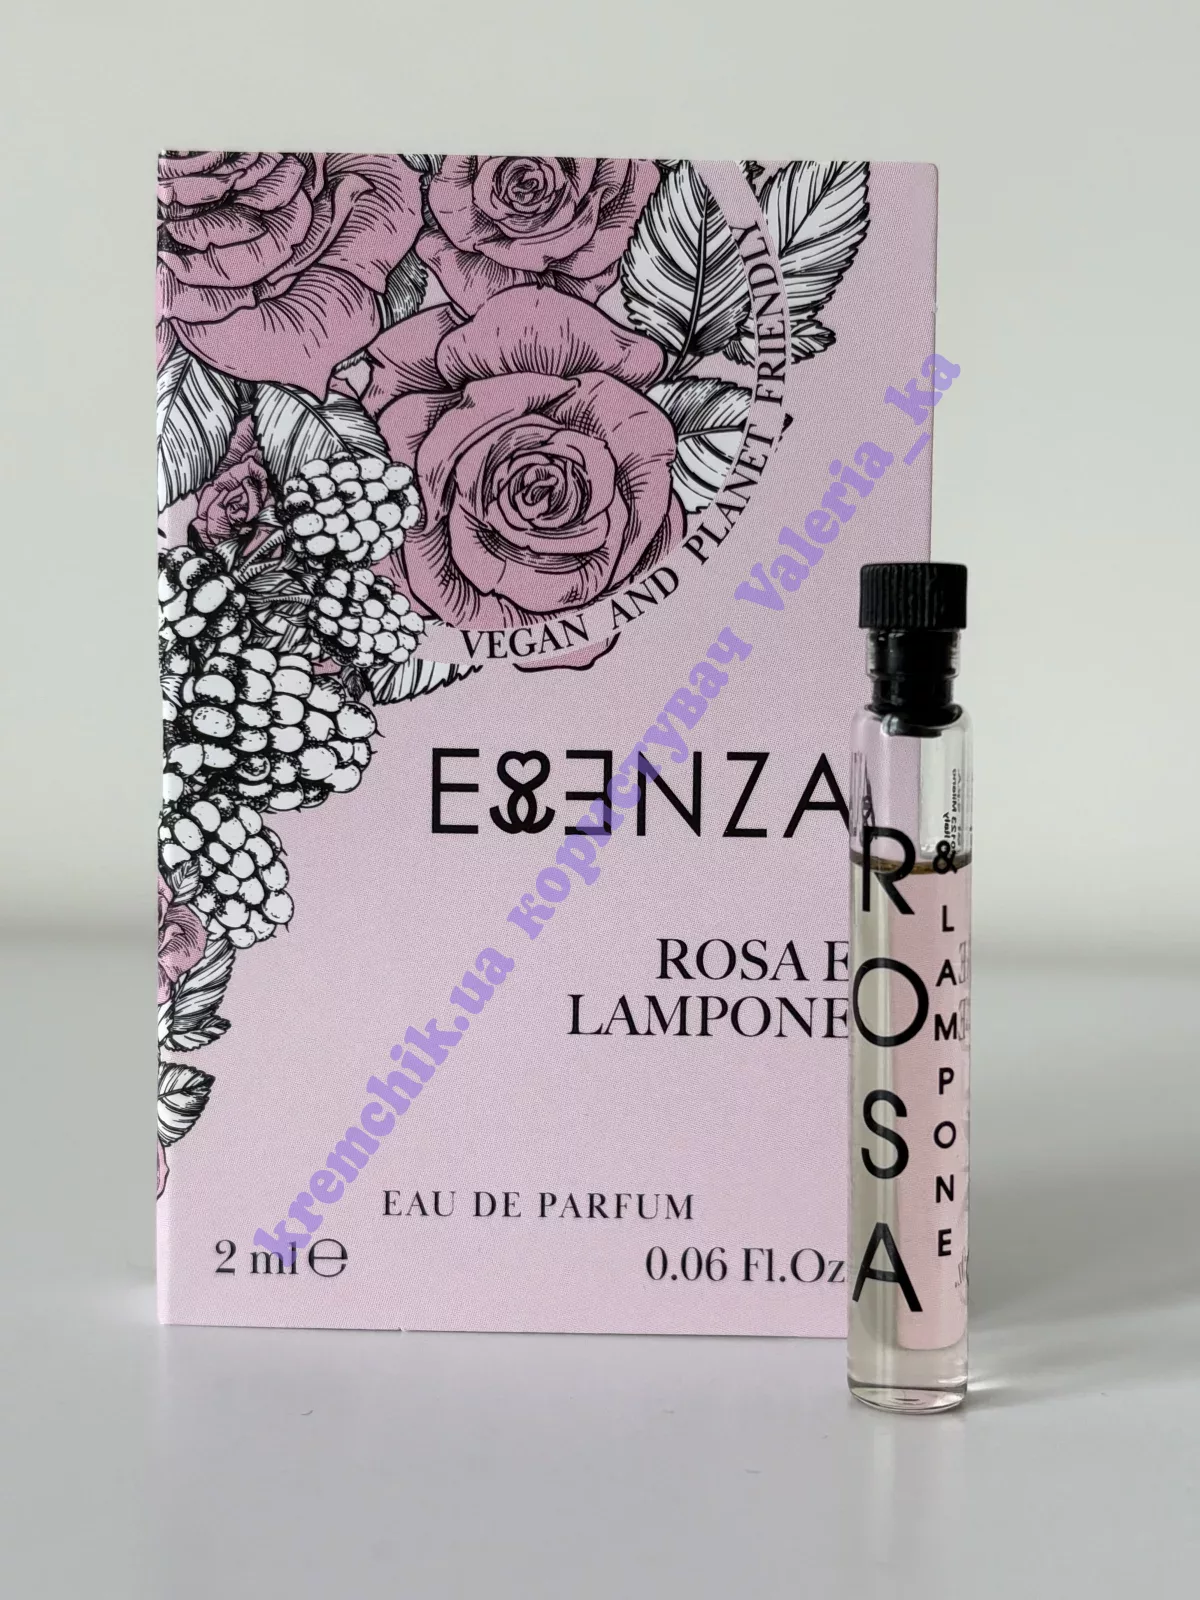 VEGAN AND PLANET FRIENDLY
ESSENZA
ROSA E
LAMPONE
EAU DE PARFUM
2 ml ℮
0.06 Fl.Oz
ROSA
& LAMPONE
kremchik.ua користувач Valeria_ka